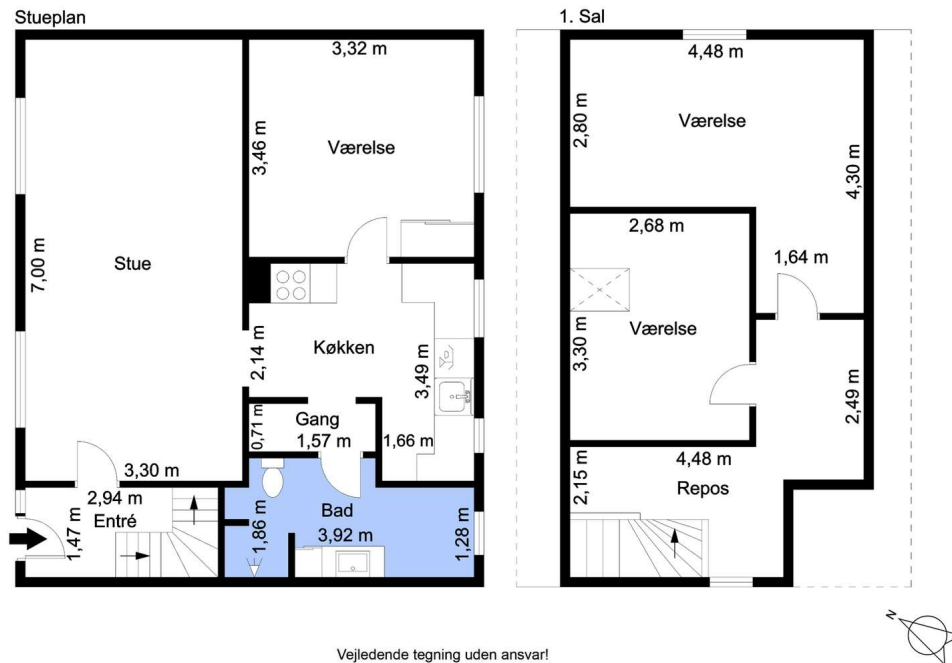 Stueplan
3,32 m
3,46 m
Værelse
7,00 m
Stue
2,14 m
Køkken
3,49 m
0,71 m
Gang
1,57 m
1,66 m
3,30 m
2,94 m
Entré
1,47 m
1,86 m
Bad
3,92 m
1,28 m
1. Sal
4,48 m
2,80 m
Værelse
4,30 m
2,68 m
1,64 m
3,30 m
Værelse
2,49 m
2,15 m
4,48 m
Repos
N
Vejledende tegning uden ansvar!